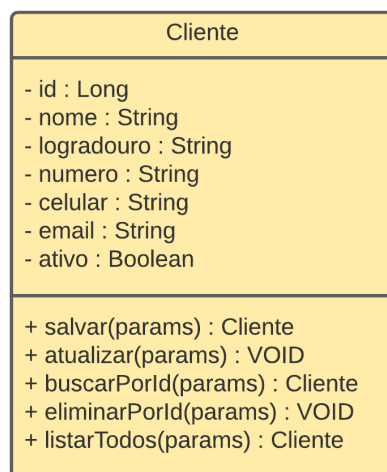 Cliente
- id : Long
- nome : String
- logradouro : String
- numero : String
- celular : String
- email : String
- ativo : Boolean
+ salvar(params) : Cliente
+ atualizar(params) : VOID
+ buscarPorId(params) : Cliente
+ eliminarPorId(params) : VOID
+ listarTodos(params) : Cliente